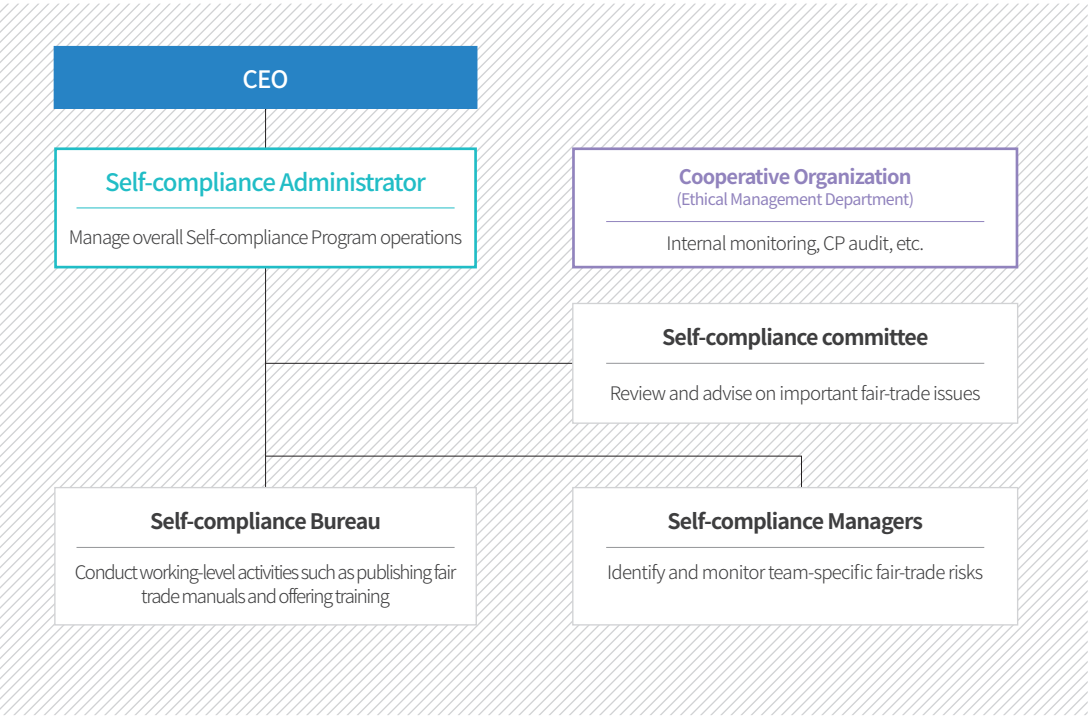 CEO
Self-compliance Administrator
Manage overall Self-compliance Program operations
Cooperative Organization
(Ethical Management Department)
Internal monitoring, CP audit, etc.
Self-compliance committee
Review and advise on important fair-trade issues
Self-compliance Bureau
Conduct working-level activities such as publishing fair
trade manuals and offering training
Self-compliance Managers
Identify and monitor team-specific fair-trade risks